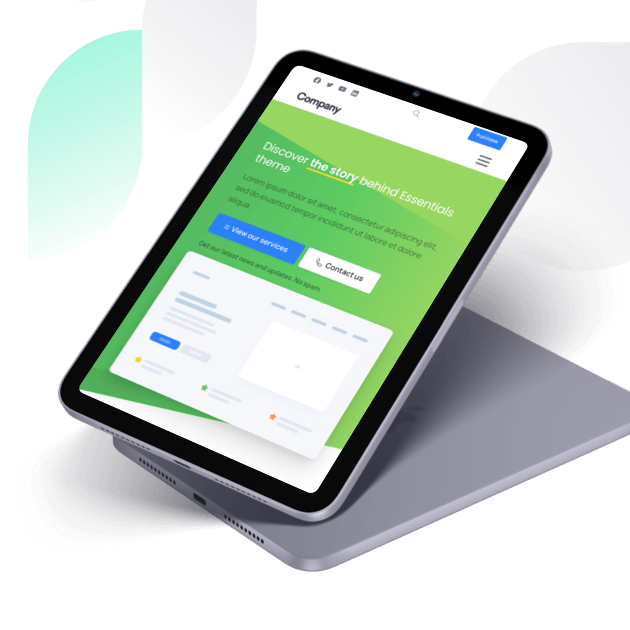 Purchase
Company
Discover the story behind Essentials
theme
Lorem ipsum dolor sit amet, consectetur adipiscing elit,
sed do eiusmod tempor incididunt ut labore et dolore
aliqua.
View our services
Contact us
Get our latest news and updates. No spam.